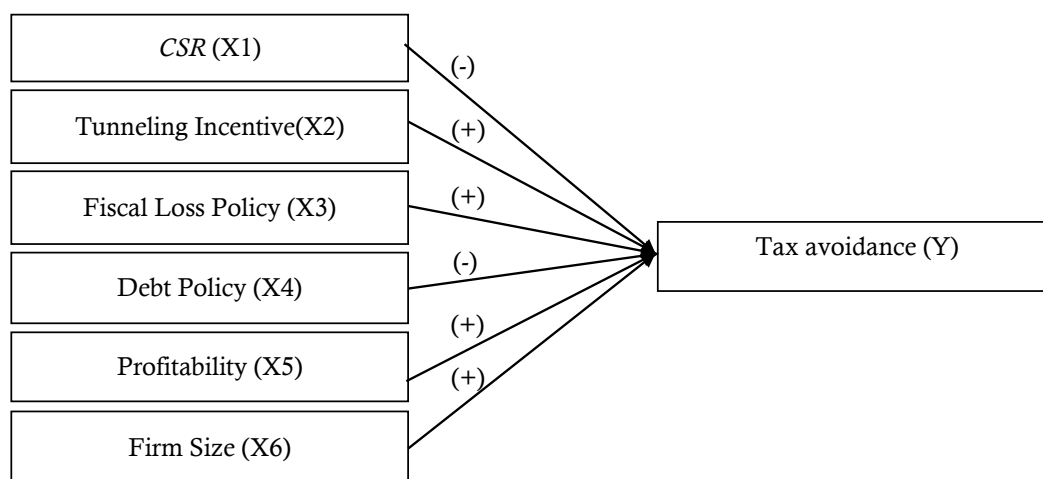 CSR (X1)
(-)
Tunneling Incentive(X2)
(+)
Fiscal Loss Policy (X3)
(+)
Tax avoidance (Y)
Debt Policy (X4)
(-)
Profitability (X5)
(+)
Firm Size (X6)
(+)